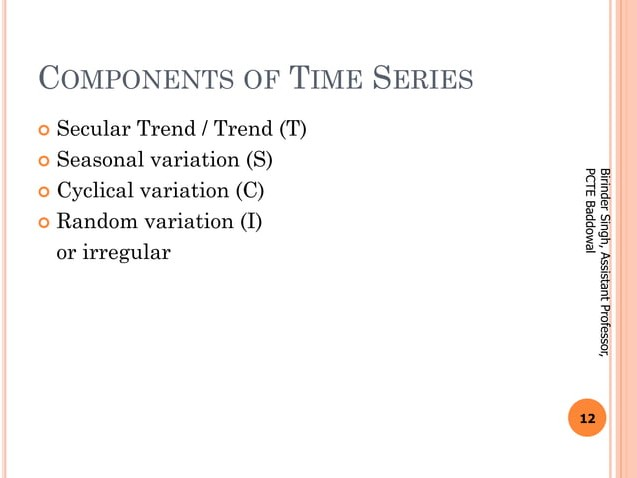 COMPONENTS OF TIME SERIES
Secular Trend / Trend (T)
Seasonal variation (S)
Cyclical variation (C)
Random variation (I)
or irregular
Birinder Singh, Assistant Professor,
PCTE Baddowal
12